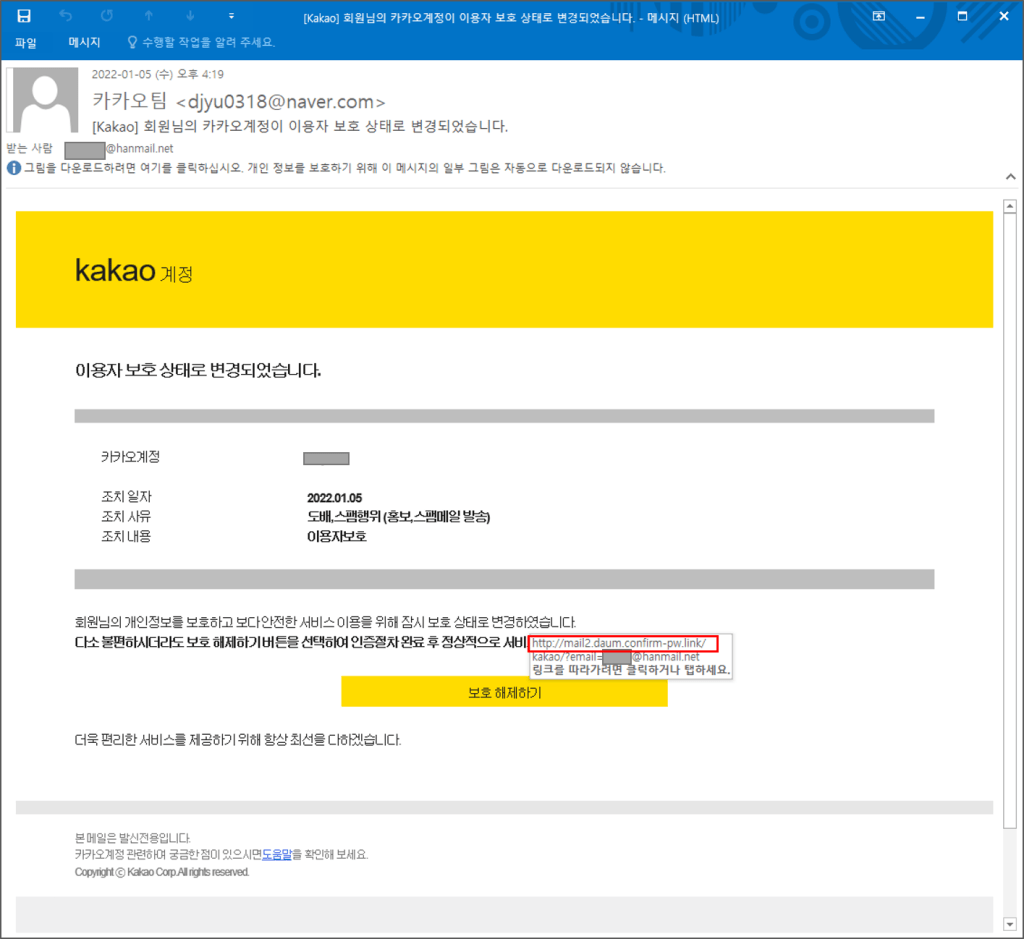 [Kakao] 회원님의 카카오계정이 이용자 보호 상태로 변경되었습니다. - 메시지 (HTML)
파일 메시지 수행할 작업을 알려 주세요.
2022-01-05 (수) 오후 4:19
카카오팀 <djyu0318@naver.com>
[Kakao] 회원님의 카카오계정이 이용자 보호 상태로 변경되었습니다.
받는 사람 @hanmail.net
그림을 다운로드하려면 여기를 클릭하십시오. 개인 정보를 보호하기 위해 이 메시지의 일부 그림은 자동으로 다운로드되지 않습니다.
kakao 계정
이용자 보호 상태로 변경되었습니다.
카카오계정
조치 일자 2022.01.05
조치 사유 도배,스팸행위 (홍보,스팸메일 발송)
조치 내용 이용자보호
회원님의 개인정보를 보호하고 보다 안전한 서비스 이용을 위해 잠시 보호 상태로 변경하였습니다.
다소 불편하시더라도 보호 해제하기 버튼을 선택하여 인증절차 완료 후 정상적으로 서비
http://mail2.daum.confirm-pw.link/
kakao/?email= @hanmail.net
링크를 따라가려면 클릭하거나 탭하세요.
보호 해제하기
더욱 편리한 서비스를 제공하기 위해 항상 최선을 다하겠습니다.
본 메일은 발신전용입니다.
카카오계정 관련하여 궁금한 점이 있으시면 도움말을 확인해 보세요.
Copyright ⓒ Kakao Corp. All rights reserved.